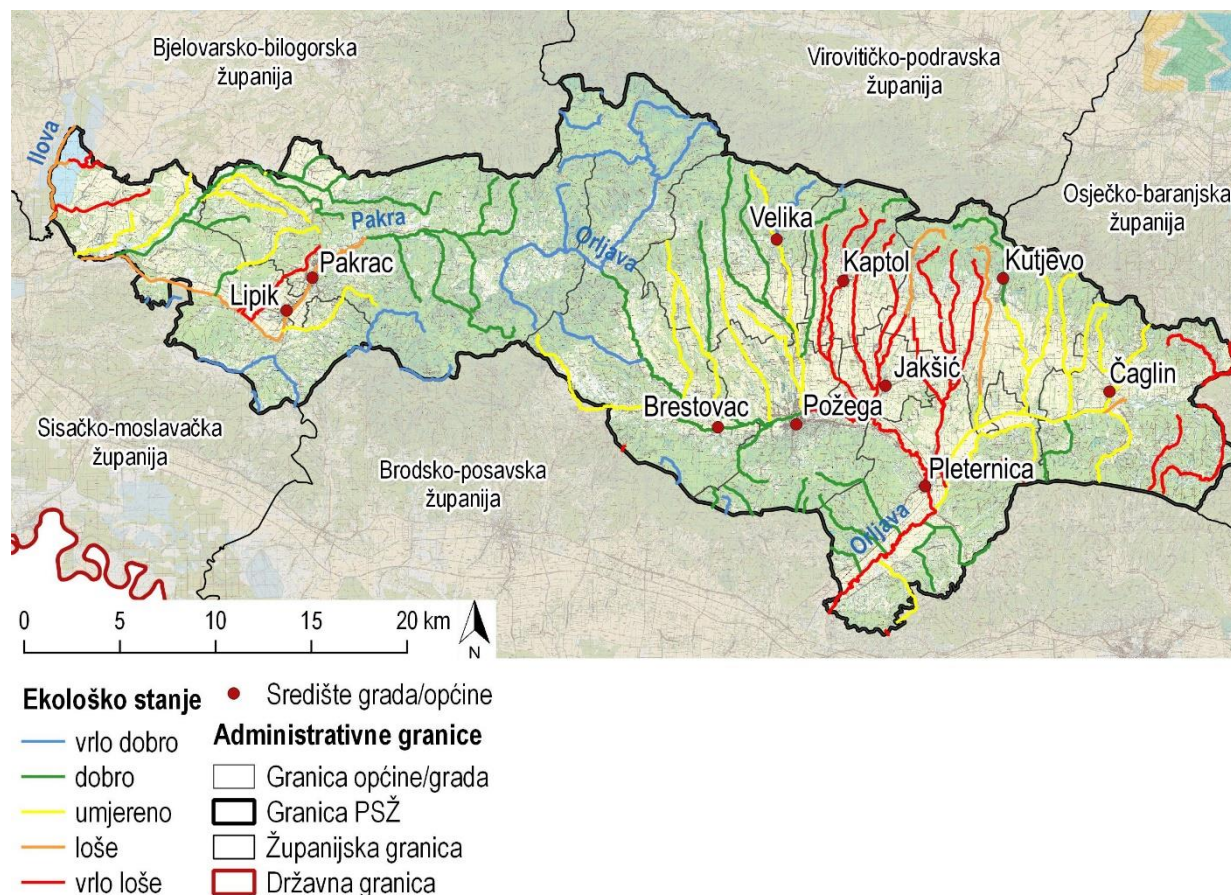 Bjelovarsko-bilogorska
županija
Virovitičko-podravska
županija
Osječko-baranjska
županija
Ilova
Pakra
Orljava
Velika
Kaptol
Kutjevo
Pakrac
Lipik
Jakšić
Čaglin
Brestovac
Požega
Pleternica
Orljava
Sisačko-moslavačka
županija
Brodsko-posavska
županija
0 5 10 20 km
N
Ekološko stanje
vrlo dobro
dobro
umjereno
loše
vrlo loše
Središte grada/općine
Administrativne granice
Granica općine/grada
Granica PSŽ
Županijska granica
Državna granica